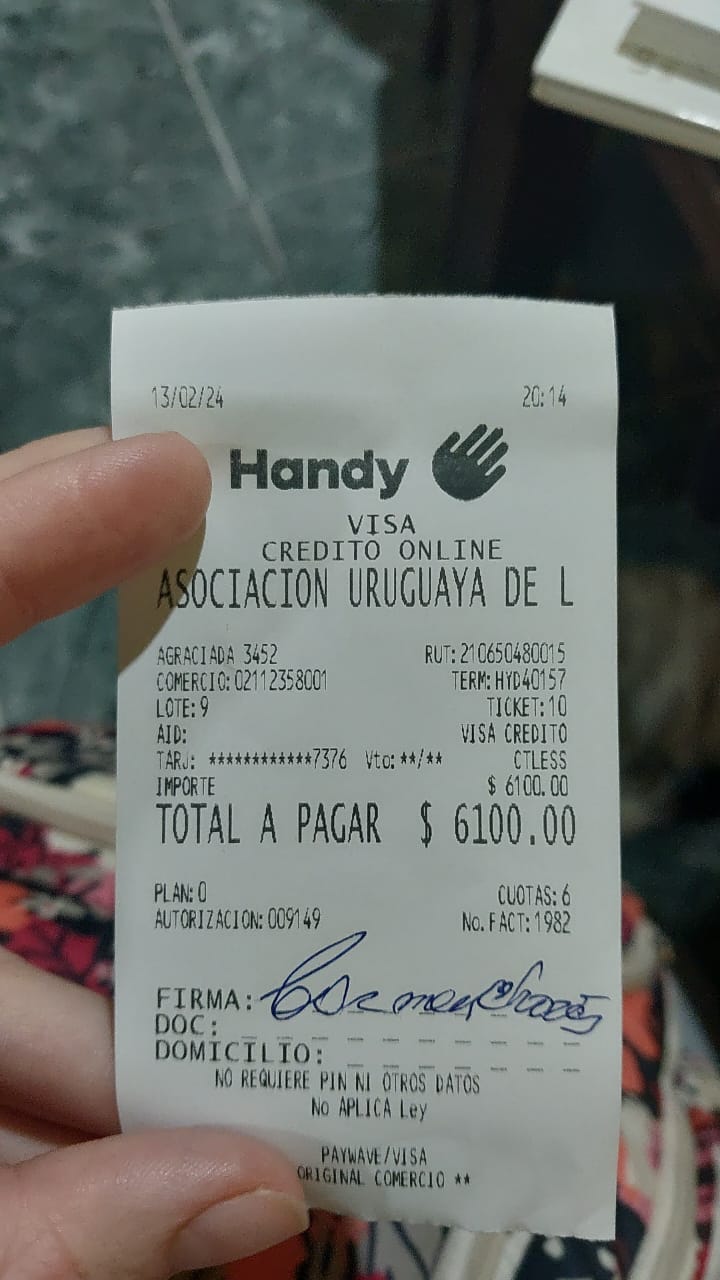 13/02/24 20:14
Handy
VISA
CREDITO ONLINE
ASOCIACION URUGUAYA DE L
AGRACIADA 3452 RUT: 210650480015
COMERCIO: 02112358001 TERM: HYD40157
LOTE: 9 TICKET: 10
AID: VISA CREDITO
TARJ: ************7376 Vto: **/** CTLESS
IMPORTE $ 6100.00
TOTAL A PAGAR $ 6100.00
PLAN: 0 CUOTAS: 6
AUTORIZACION: 009149 No. FACT: 1982
FIRMA:
DOC:
DOMICILIO:
NO REQUIERE PIN NI OTROS DATOS
No APLICA Ley
PAYWAVE/VISA
ORIGINAL COMERCIO **